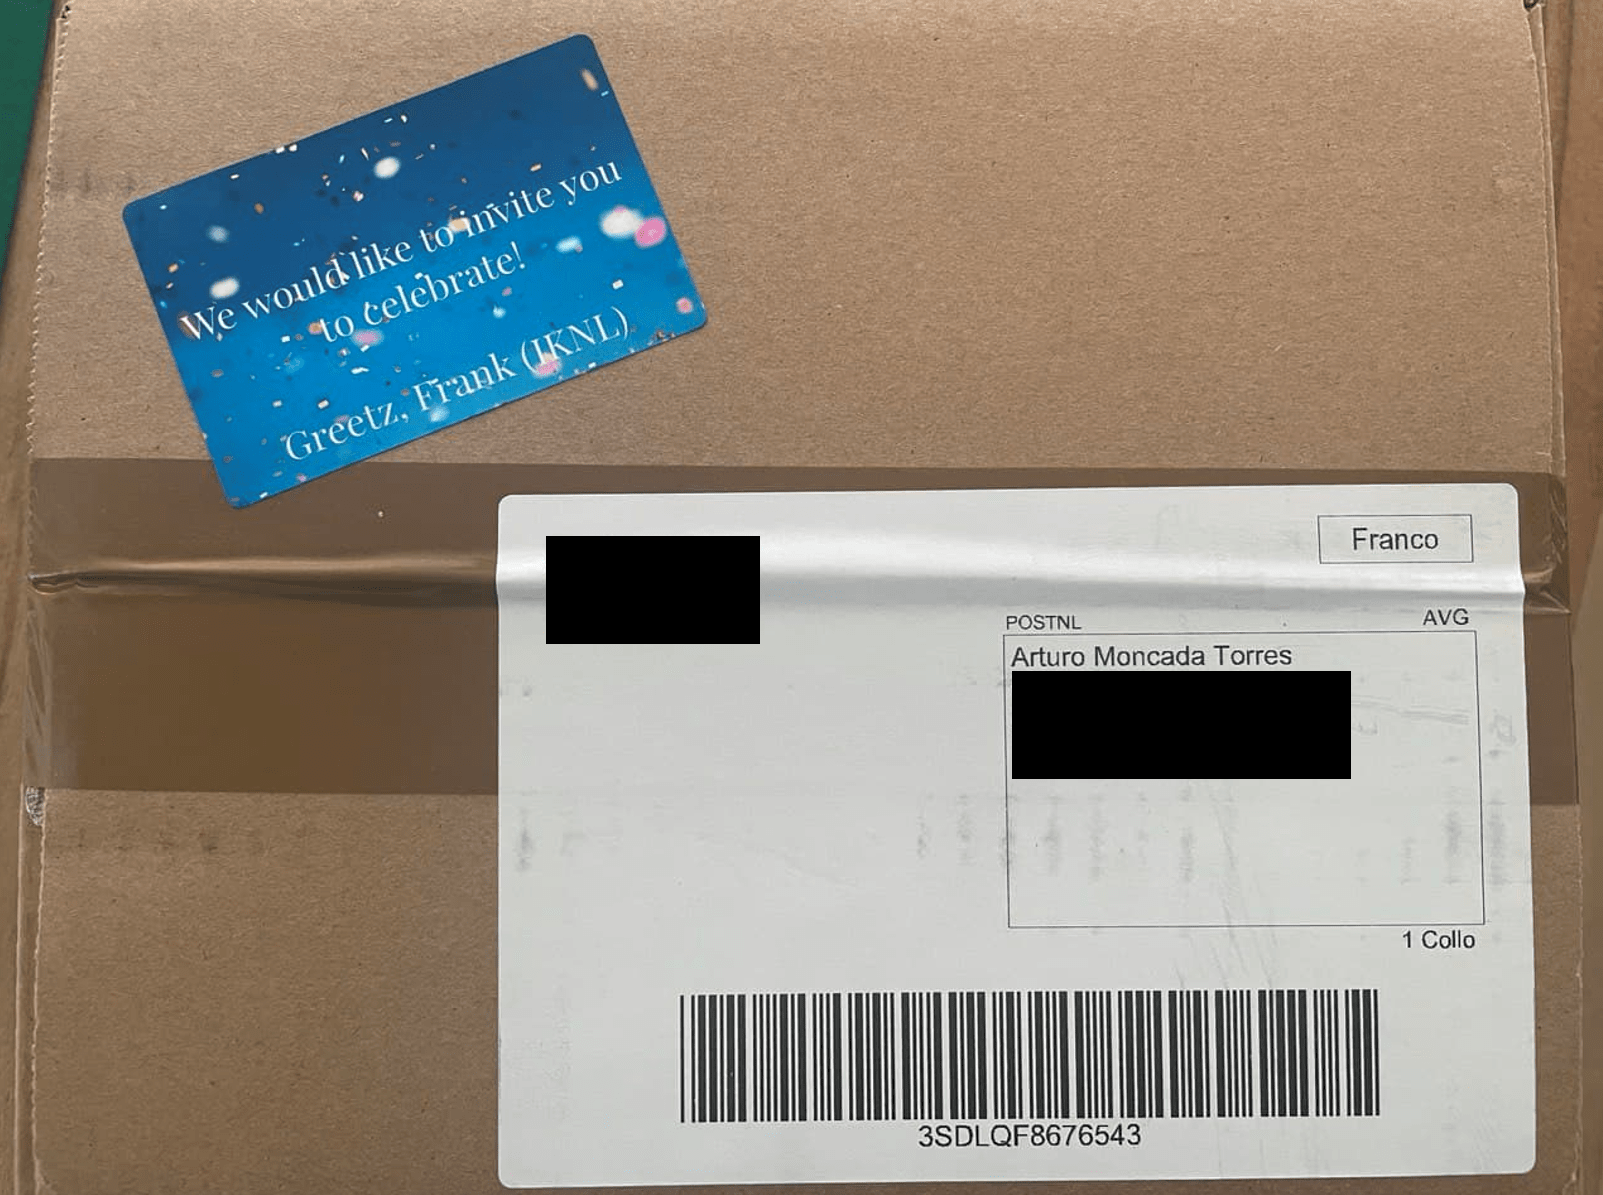 We would like to invite you
to celebrate!
Greetz, Frank (IKNL)
Franco
POSTNL
AVG
Arturo Moncada Torres
1 Collo
3SDLQF8676543